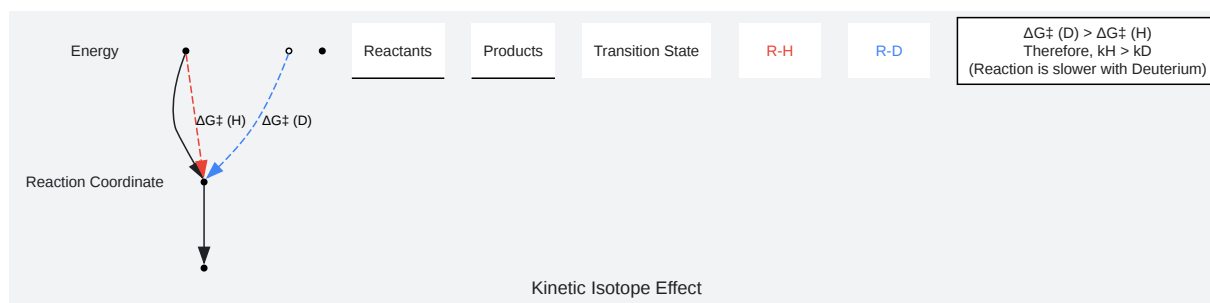 Energy
Reactants
Products
Transition State
R-H
R-D
ΔG‡ (D) > ΔG‡ (H)
Therefore, kH > kD
(Reaction is slower with Deuterium)
ΔG‡ (H)
ΔG‡ (D)
Reaction Coordinate
Kinetic Isotope Effect